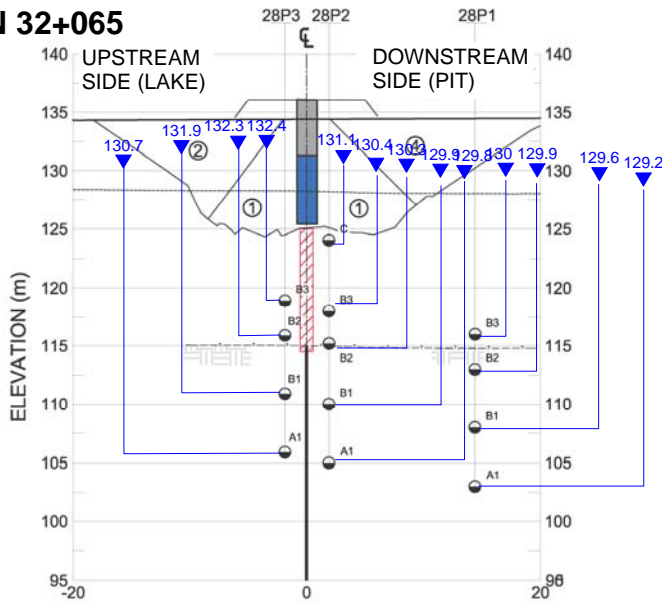 N 32+065
28P3 28P2 28P1
℄
140 140
UPSTREAM
SIDE (LAKE)
DOWNSTREAM
SIDE (PIT)
135 135
130.7 131.9 132.3 132.4 131.1 130.4 130.3 129.9 129.8 130 129.9 129.6 129.2
② ④
130 130
① ①
125 125
C
120 120
B3 B3
B3
B2
115 115
B2 B2
B1
110 110
B1
B1
A1
105 105
A1
A1
100 100
95
-20 0 20
ELEVATION (m)